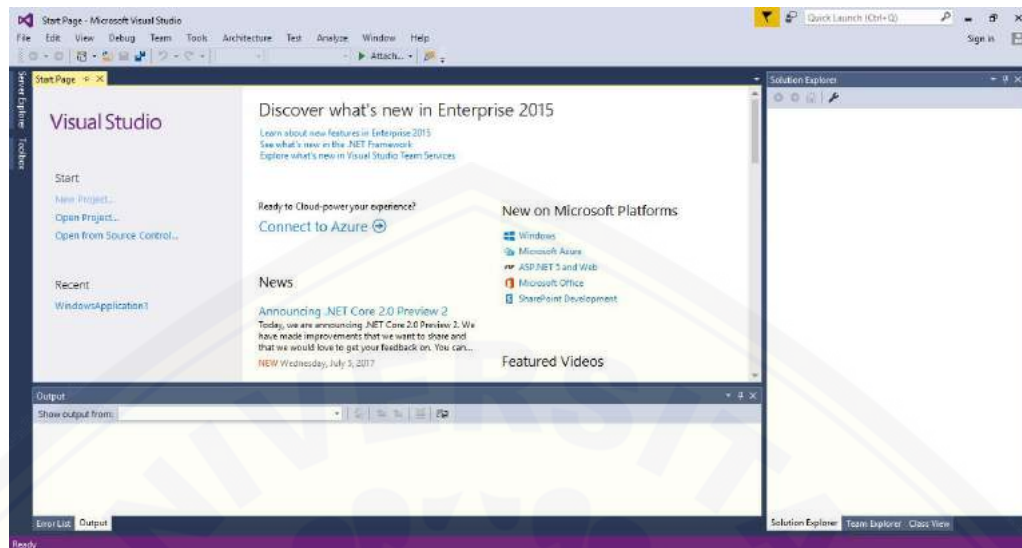 Start Page - Microsoft Visual Studio
Quick Launch (Ctrl+Q)
File Edit View Debug Team Tools Architecture Test Analyze Window Help
Sign in
Attach...
Server Explorer
Toolbox
Start Page
Visual Studio
Start
New Project...
Open Project...
Open from Source Control...
Recent
WindowsApplication1
Discover what's new in Enterprise 2015
Learn about new features in Enterprise 2015
See what's new in the .NET Framework
Explore what's new in Visual Studio Team Services
Ready to Cloud-power your experience?
Connect to Azure
News
Announcing .NET Core 2.0 Preview 2
Today, we are announcing .NET Core 2.0 Preview 2. We
have made improvements that we want to share and
that we would love to get your feedback on. You can...
NEW Wednesday, July 5, 2017
New on Microsoft Platforms
Windows
Microsoft Azure
ASP.NET 5 and Web
Microsoft Office
SharePoint Development
Featured Videos
Output
Show output from:
Error List Output
Solution Explorer
Solution Explorer Team Explorer Class View
Ready
UNIVERSITA